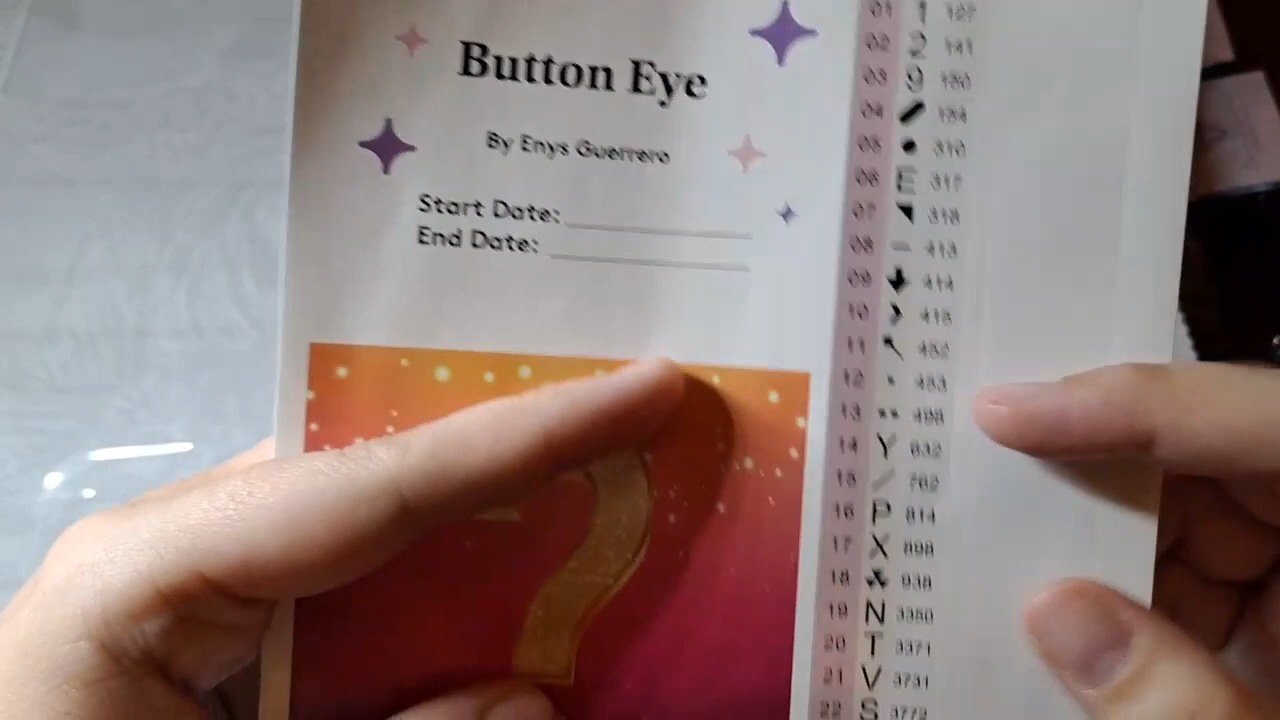 Button Eye
By Enys Guerrero
Start Date:
End Date:
?
01 1
02 2 141
03 9 150
04 154
05 310
06 E 317
07 318
08 413
09 414
10 415
11 452
12 453
13 498
14 Y 632
15 762
16 P 814
17 X 898
18 938
19 N 3350
20 T 3371
21 V 3731
22 S 3772